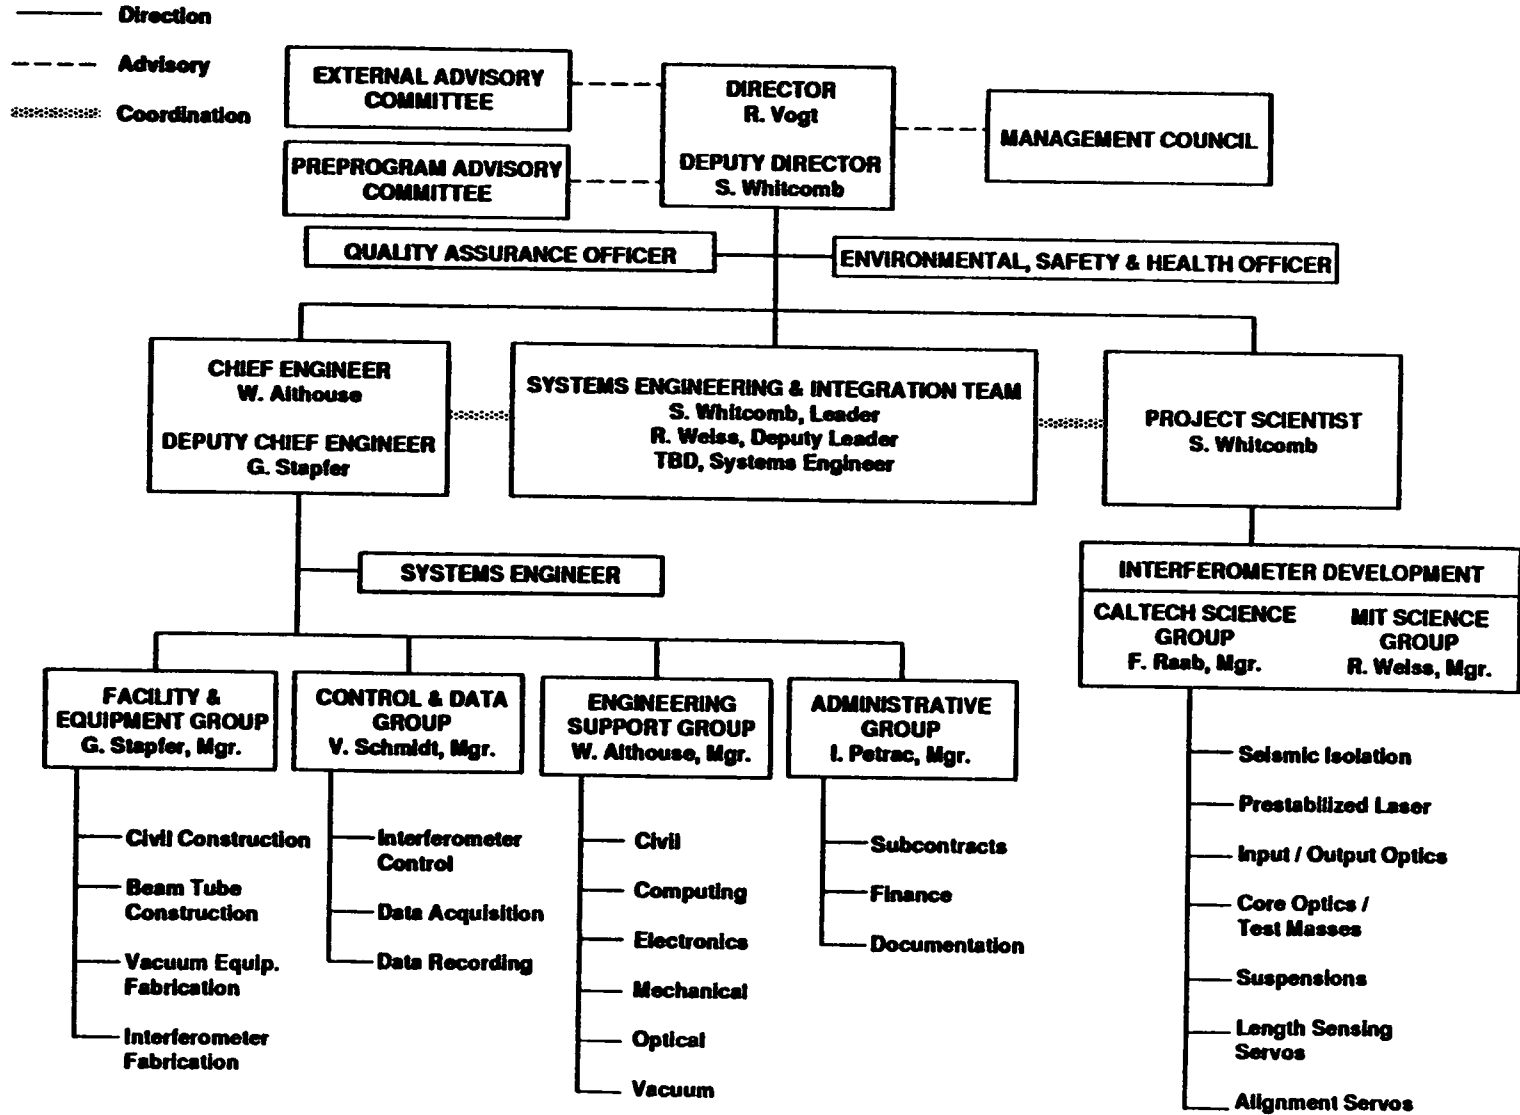 Direction
Advisory
Coordination
EXTERNAL ADVISORY
COMMITTEE
PREPROGRAM ADVISORY
COMMITTEE
DIRECTOR
R. Vogt
DEPUTY DIRECTOR
S. Whitcomb
MANAGEMENT COUNCIL
QUALITY ASSURANCE OFFICER
ENVIRONMENTAL, SAFETY & HEALTH OFFICER
CHIEF ENGINEER
W. Althouse
DEPUTY CHIEF ENGINEER
G. Stapfer
SYSTEMS ENGINEERING & INTEGRATION TEAM
S. Whitcomb, Leader
R. Weiss, Deputy Leader
TBD, Systems Engineer
PROJECT SCIENTIST
S. Whitcomb
SYSTEMS ENGINEER
INTERFEROMETER DEVELOPMENT
CALTECH SCIENCE
GROUP
F. Raab, Mgr.
MIT SCIENCE
GROUP
R. Weiss, Mgr.
FACILITY &
EQUIPMENT GROUP
G. Stapfer, Mgr.
CONTROL & DATA
GROUP
V. Schmidt, Mgr.
ENGINEERING
SUPPORT GROUP
W. Althouse, Mgr.
ADMINISTRATIVE
GROUP
I. Petrac, Mgr.
Civil Construction
Beam Tube
Construction
Vacuum Equip.
Fabrication
Interferometer
Fabrication
Interferometer
Control
Data Acquisition
Data Recording
Civil
Computing
Electronics
Mechanical
Optical
Vacuum
Subcontracts
Finance
Documentation
Seismic Isolation
Prestabilized Laser
Input / Output Optics
Core Optics /
Test Masses
Suspensions
Length Sensing
Servos
Alignment Servos